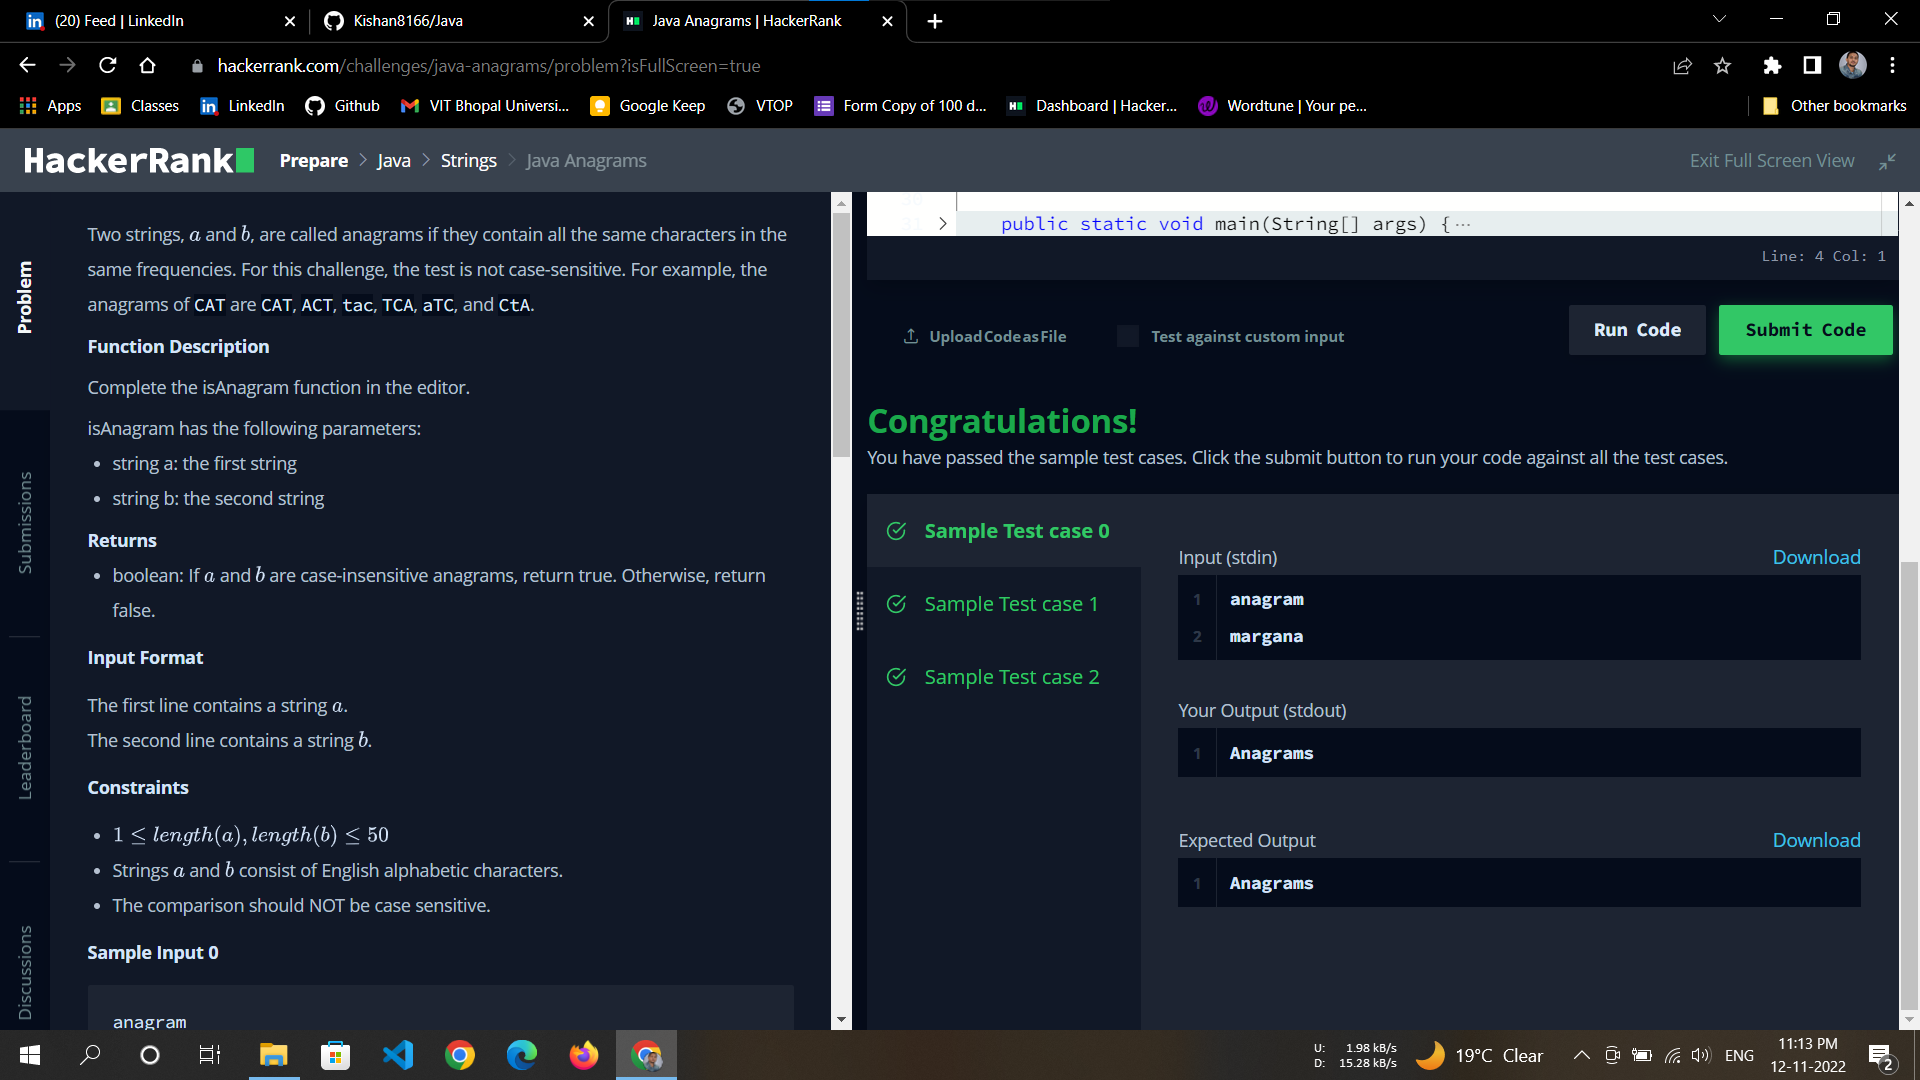 (20) Feed | LinkedIn
Kishan8166/Java
Java Anagrams | HackerRank
hackerrank.com/challenges/java-anagrams/problem?isFullScreen=true
Apps
Classes
LinkedIn
Github
VIT Bhopal Universi...
Google Keep
VTOP
Form Copy of 100 d...
Dashboard | Hacker...
Wordtune | Your pe...
Other bookmarks
HackerRank
Prepare > Java > Strings > Java Anagrams
Exit Full Screen View
Problem
Submissions
Leaderboard
Discussions
Two strings, a and b, are called anagrams if they contain all the same characters in the
same frequencies. For this challenge, the test is not case-sensitive. For example, the
anagrams of CAT are CAT, ACT, tac, TCA, aTC, and CtA.
Function Description
Complete the isAnagram function in the editor.
isAnagram has the following parameters:
• string a: the first string
• string b: the second string
Returns
• boolean: If a and b are case-insensitive anagrams, return true. Otherwise, return
false.
Input Format
The first line contains a string a.
The second line contains a string b.
Constraints
• 1 ≤ length(a), length(b) ≤ 50
• Strings a and b consist of English alphabetic characters.
• The comparison should NOT be case sensitive.
Sample Input 0
anagram
30
31 > public static void main(String[] args) {...
Line: 4 Col: 1
Upload Code as File
Test against custom input
Run Code
Submit Code
Congratulations!
You have passed the sample test cases. Click the submit button to run your code against all the test cases.
Sample Test case 0
Sample Test case 1
Sample Test case 2
Input (stdin)
Download
1 anagram
2 margana
Your Output (stdout)
1 Anagrams
Expected Output
Download
1 Anagrams
U: 1.98 kB/s
D: 15.28 kB/s
19°C Clear
ENG
11:13 PM
12-11-2022
2